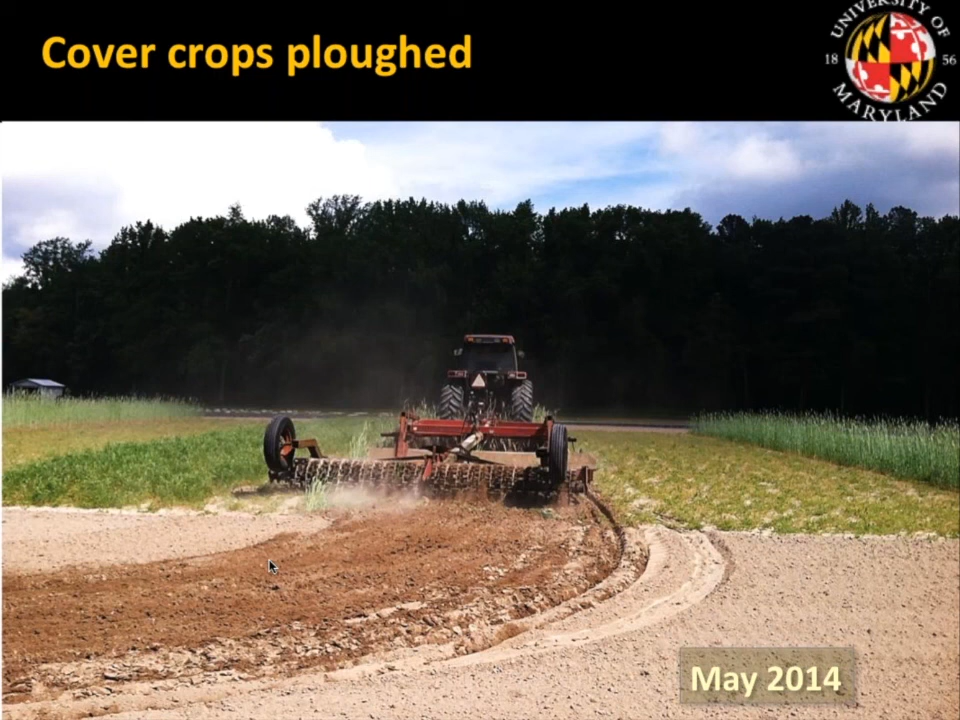 Cover crops ploughed
UNIVERSITY OF
18 56
MARYLAND
May 2014